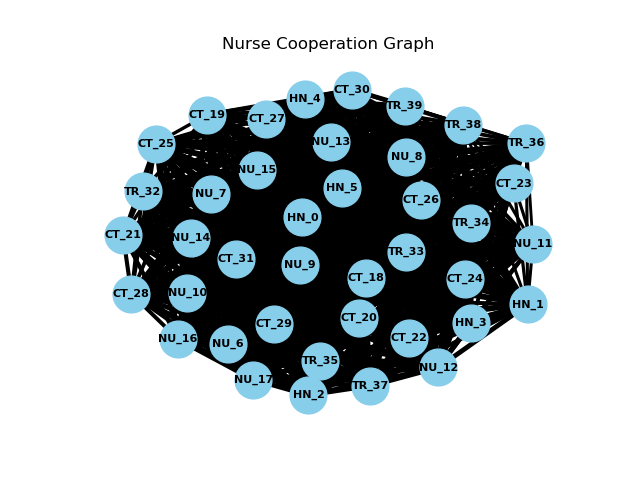 Nurse Cooperation Graph
CT_30
HN_4
TR_39
CT_19
CT_27
TR_38
NU_13
TR_36
CT_25
NU_8
NU_15
CT_23
HN_5
TR_32
NU_7
CT_26
HN_0
TR_34
CT_21
NU_14
NU_11
TR_33
CT_31
NU_9
CT_18
CT_24
CT_28
NU_10
HN_1
CT_20
HN_3
CT_29
NU_16
CT_22
NU_6
TR_35
NU_12
NU_17
TR_37
HN_2